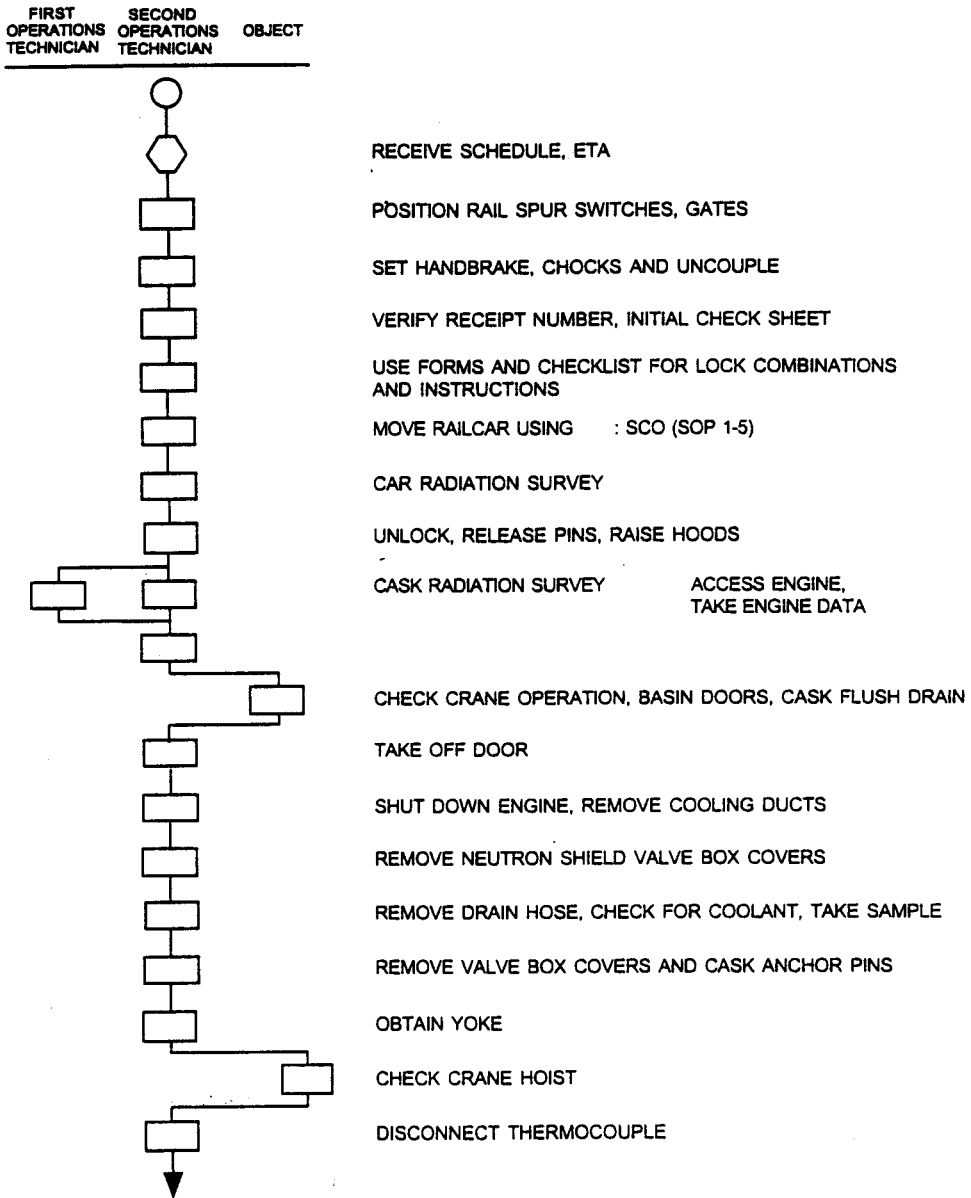 FIRST OPERATIONS TECHNICIAN
SECOND OPERATIONS TECHNICIAN
OBJECT
RECEIVE SCHEDULE, ETA
POSITION RAIL SPUR SWITCHES, GATES
SET HANDBRAKE, CHOCKS AND UNCOUPLE
VERIFY RECEIPT NUMBER, INITIAL CHECK SHEET
USE FORMS AND CHECKLIST FOR LOCK COMBINATIONS
AND INSTRUCTIONS
MOVE RAILCAR USING : SCO (SOP 1-5)
CAR RADIATION SURVEY
UNLOCK, RELEASE PINS, RAISE HOODS
CASK RADIATION SURVEY
ACCESS ENGINE,
TAKE ENGINE DATA
CHECK CRANE OPERATION, BASIN DOORS, CASK FLUSH DRAIN
TAKE OFF DOOR
SHUT DOWN ENGINE, REMOVE COOLING DUCTS
REMOVE NEUTRON SHIELD VALVE BOX COVERS
REMOVE DRAIN HOSE, CHECK FOR COOLANT, TAKE SAMPLE
REMOVE VALVE BOX COVERS AND CASK ANCHOR PINS
OBTAIN YOKE
CHECK CRANE HOIST
DISCONNECT THERMOCOUPLE